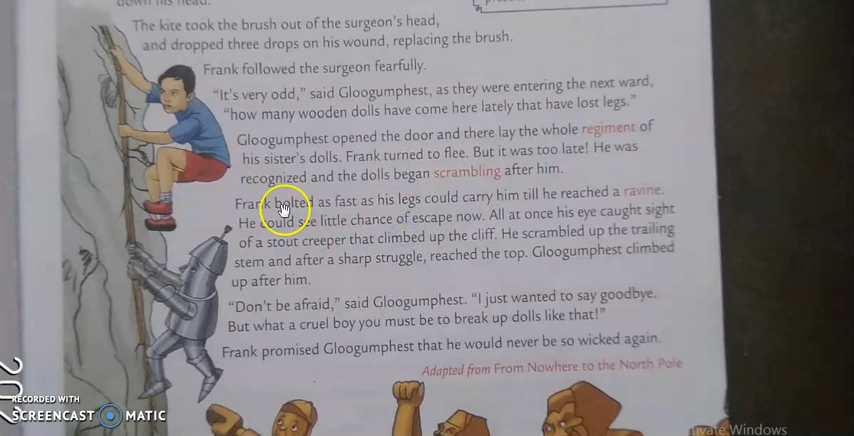 down his head.
The kite took the brush out of the surgeon's head,
and dropped three drops on his wound, replacing the brush.
Frank followed the surgeon fearfully.
"It's very odd," said Gloogumphest, as they were entering the next ward,
"how many wooden dolls have come here lately that have lost legs."
Gloogumphest opened the door and there lay the whole regiment of
his sister's dolls. Frank turned to flee. But it was too late! He was
recognized and the dolls began scrambling after him.
Frank bolted as fast as his legs could carry him till he reached a ravine.
He could see little chance of escape now. All at once his eye caught sight
of a stout creeper that climbed up the cliff. He scrambled up the trailing
stem and after a sharp struggle, reached the top. Gloogumphest climbed
up after him.
"Don't be afraid," said Gloogumphest. "I just wanted to say goodbye.
But what a cruel boy you must be to break up dolls like that!"
Frank promised Gloogumphest that he would never be so wicked again.
Adapted from From Nowhere to the North Pole
RECORDED WITH
SCREENCAST MATIC
Windows